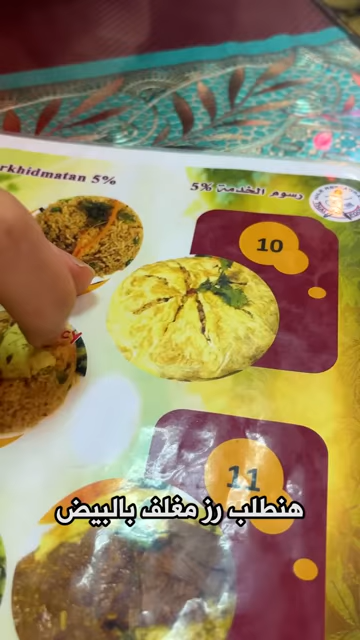 rkhidmatan 5%
رسوم الخدمة 5%
10
11
هنطلب رز مغلف بالبيض